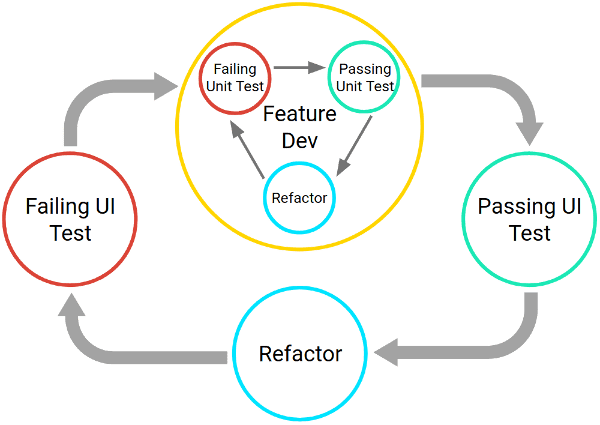 Failing
Unit Test
Passing
Unit Test
Feature
Dev
Refactor
Failing UI
Test
Passing UI
Test
Refactor